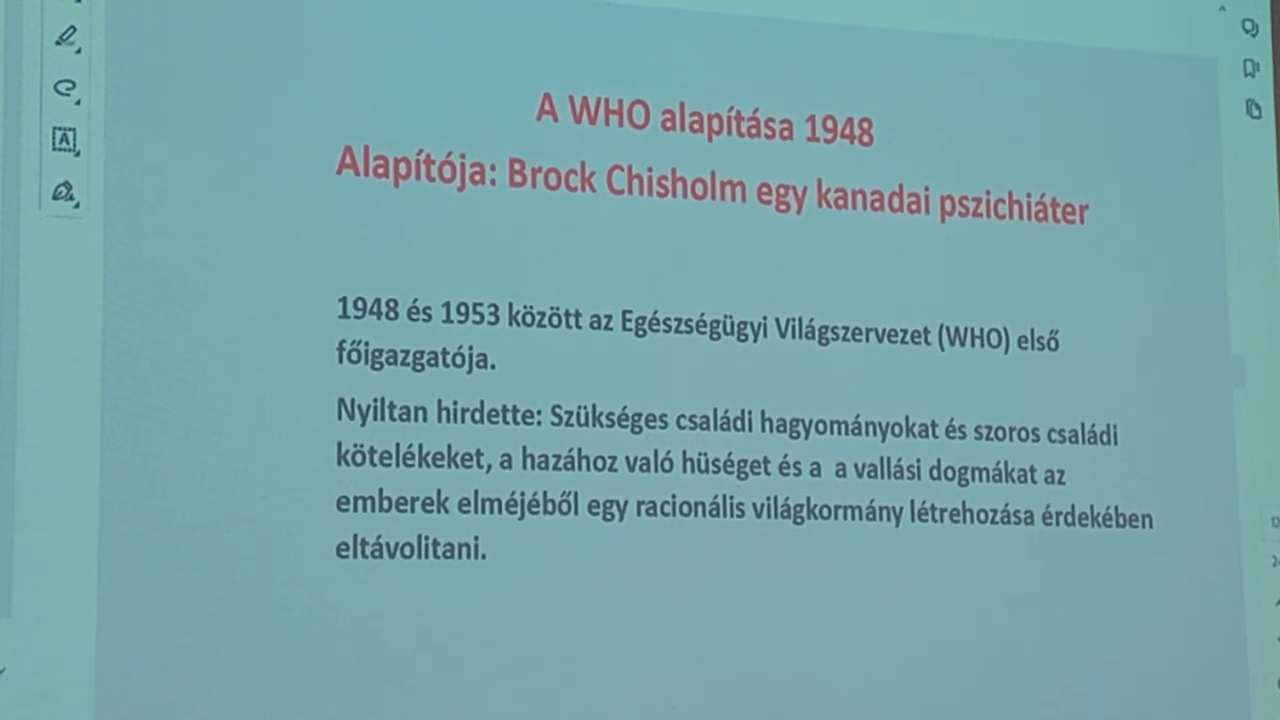 A WHO alapítása 1948
Alapítója: Brock Chisholm egy kanadai pszichiáter
1948 és 1953 között az Egészségügyi Világszervezet (WHO) első
főigazgatója.
Nyiltan hirdette: Szükséges családi hagyományokat és szoros családi
kötelékeket, a hazához való hüséget és a a vallási dogmákat az
emberek elméjéből egy racionális világkormány létrehozása érdekében
eltávolitani.